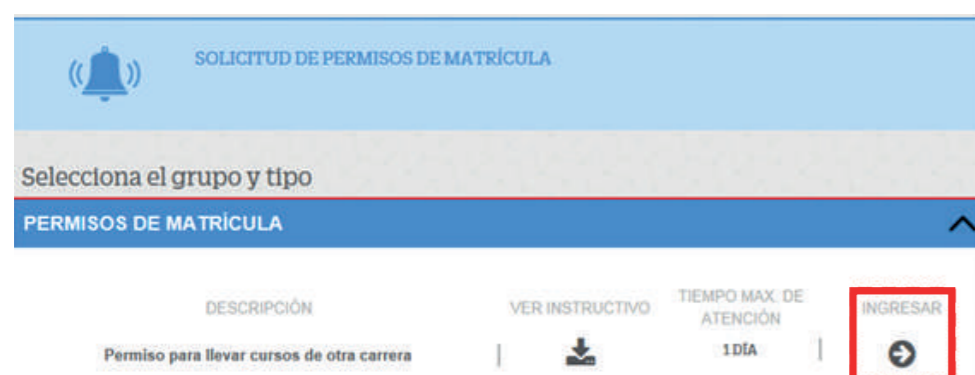 SOLICITUD DE PERMISOS DE MATRÍCULA
Selecciona el grupo y tipo
PERMISOS DE MATRÍCULA
DESCRIPCIÓN VER INSTRUCTIVO TIEMPO MAX. DE ATENCIÓN INGRESAR
Permiso para llevar cursos de otra carrera 1 DÍA